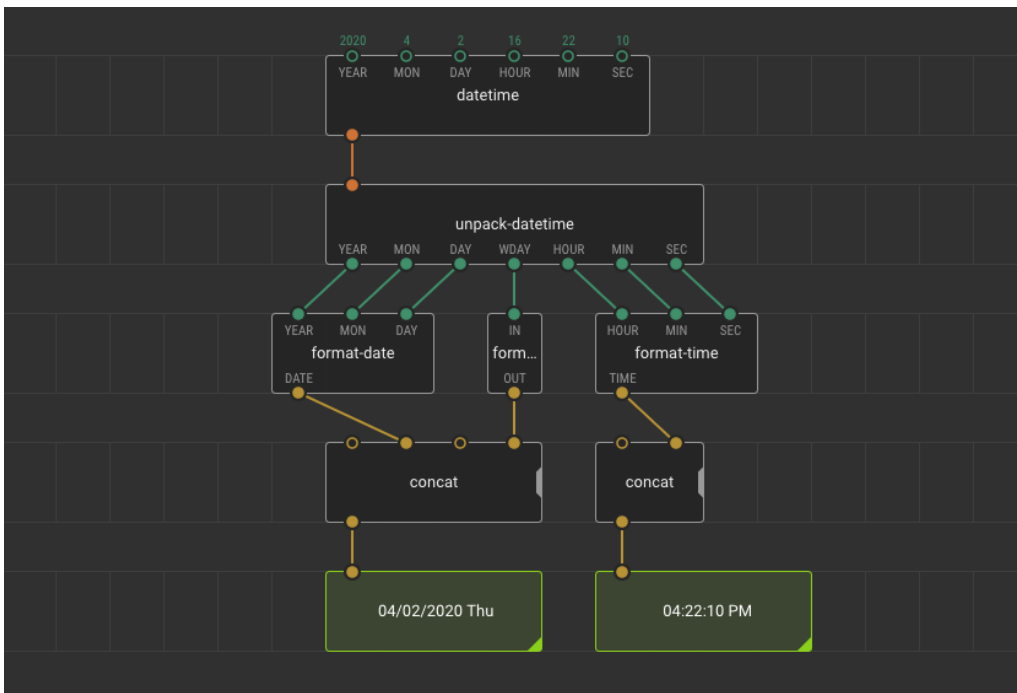 2020 4 2 16 22 10
YEAR MON DAY HOUR MIN SEC
datetime
unpack-datetime
YEAR MON DAY WDAY HOUR MIN SEC
YEAR MON DAY IN HOUR MIN SEC
format-date form... format-time
DATE OUT TIME
concat concat
04/02/2020 Thu 04:22:10 PM